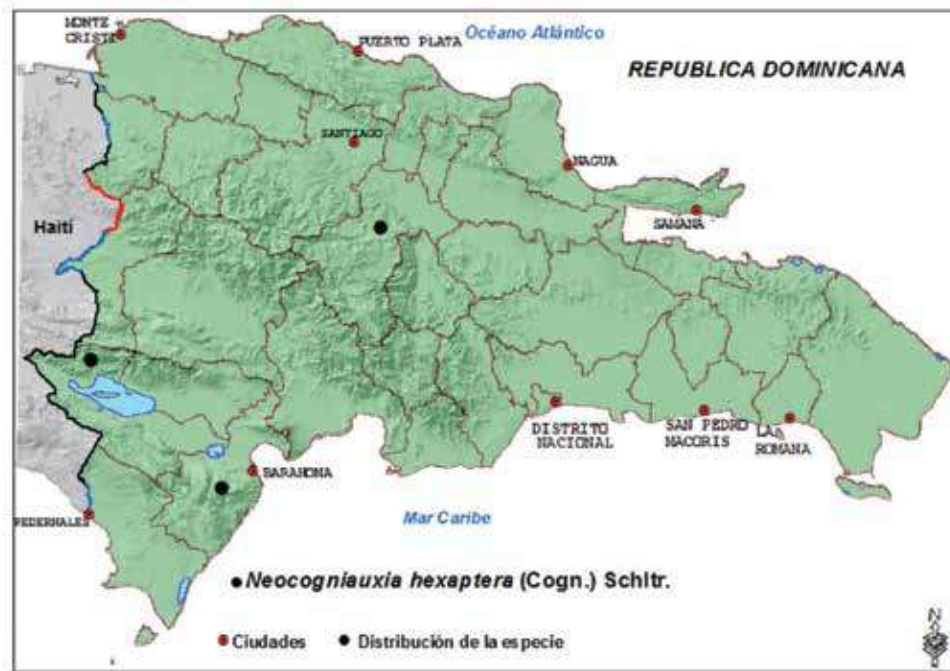 MONTE
CRISTI
PUERTO PLATA
Océano Atlántico
REPUBLICA DOMINICANA
SANTIAGO
NAGUA
SAMANA
Haití
DISTRITO
NACIONAL
SAN PEDRO
MACORIS
LA
ROMANA
BARAHONA
PEDERNALES
Mar Caribe
Neocogniauxia hexaptera (Cogn.) Schltr.
Ciudades
Distribución de la especie